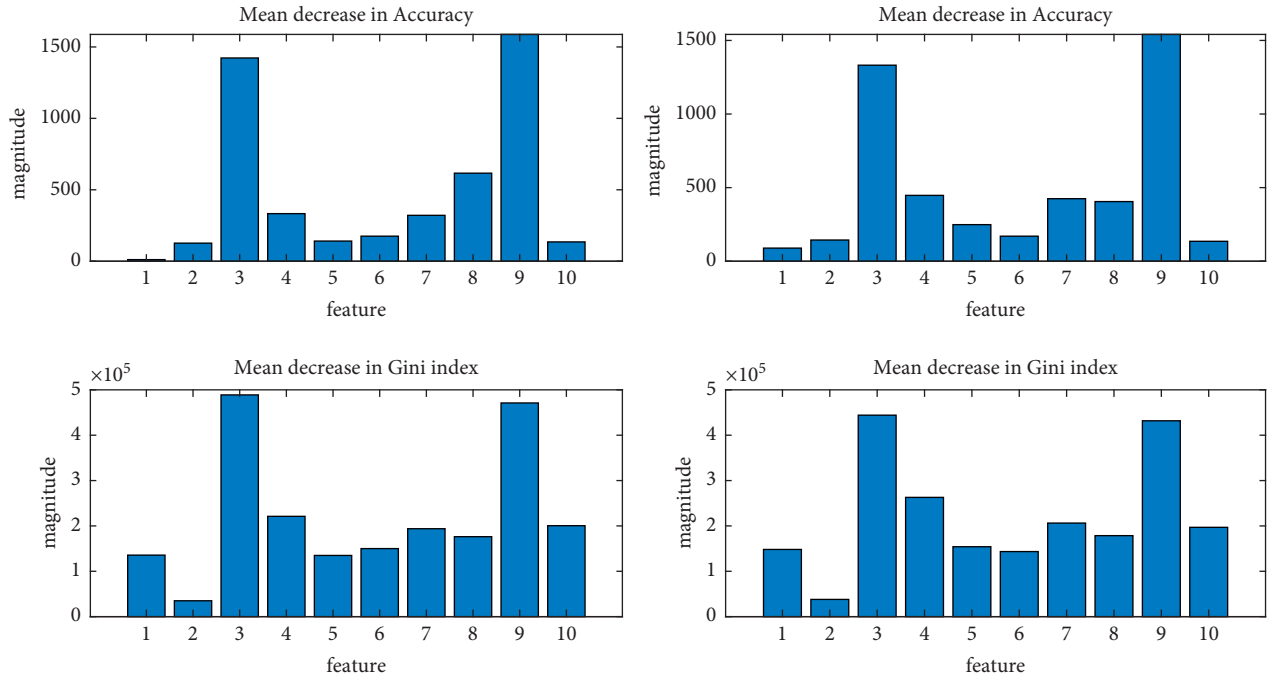 Mean decrease in Accuracy
1500
1000
500
0
magnitude
1 2 3 4 5 6 7 8 9 10
feature
Mean decrease in Accuracy
1500
1000
500
0
magnitude
1 2 3 4 5 6 7 8 9 10
feature
Mean decrease in Gini index
×10⁵
5
4
3
2
1
0
magnitude
1 2 3 4 5 6 7 8 9 10
feature
Mean decrease in Gini index
×10⁵
5
4
3
2
1
0
magnitude
1 2 3 4 5 6 7 8 9 10
feature